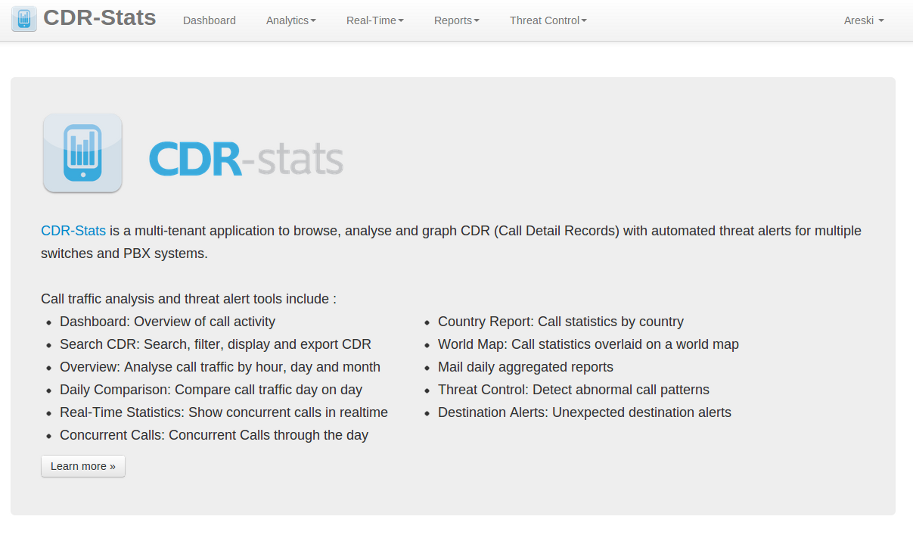 CDR-Stats Dashboard Analytics Real-Time Reports Threat Control Areski
CDR-stats
CDR-Stats is a multi-tenant application to browse, analyse and graph CDR (Call Detail Records) with automated threat alerts for multiple
switches and PBX systems.
Call traffic analysis and threat alert tools include :
• Dashboard: Overview of call activity
• Search CDR: Search, filter, display and export CDR
• Overview: Analyse call traffic by hour, day and month
• Daily Comparison: Compare call traffic day on day
• Real-Time Statistics: Show concurrent calls in realtime
• Concurrent Calls: Concurrent Calls through the day
• Country Report: Call statistics by country
• World Map: Call statistics overlaid on a world map
• Mail daily aggregated reports
• Threat Control: Detect abnormal call patterns
• Destination Alerts: Unexpected destination alerts
Learn more »